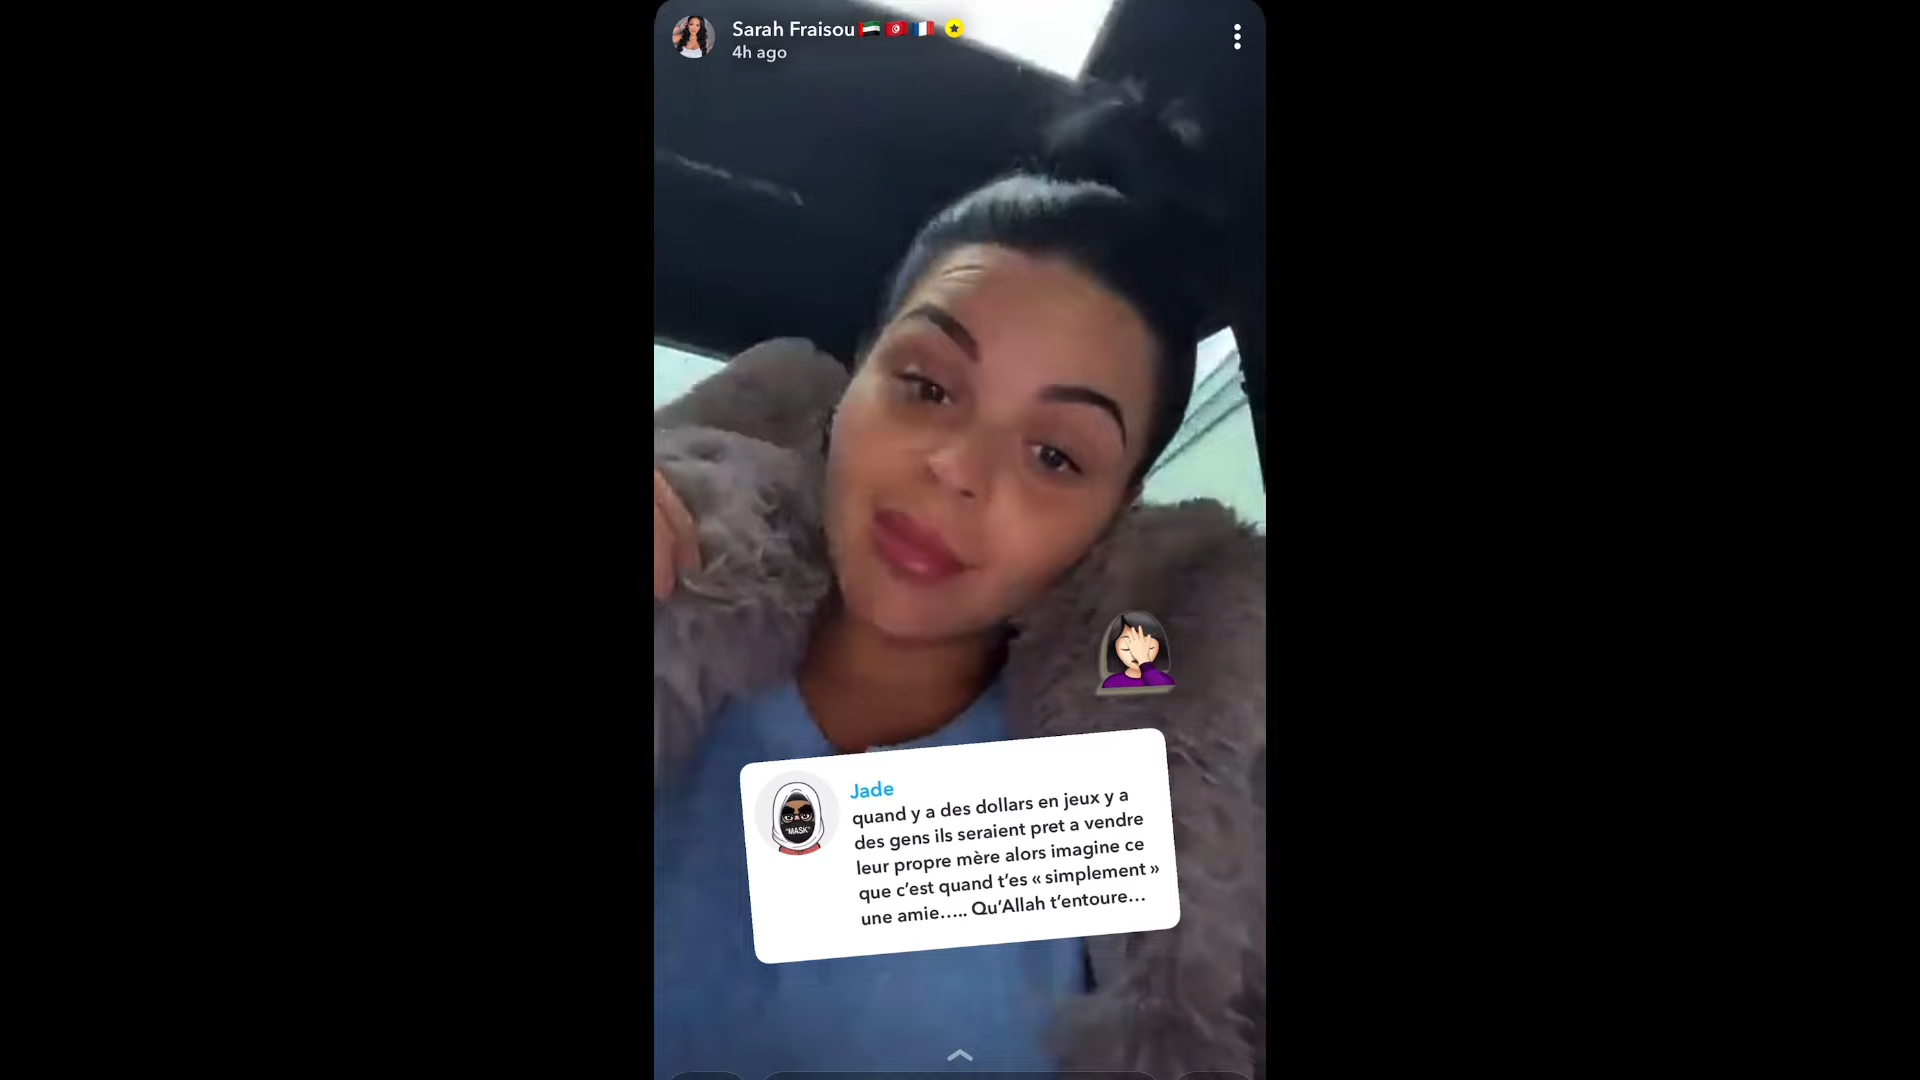 Sarah Fraisou🇦🇪🇹🇳🇫🇷
4h ago
Jade
quand y a des dollars en jeux y a
des gens ils seraient pret a vendre
leur propre mère alors imagine ce
que c'est quand t'es « simplement »
une amie..... Qu'Allah t'entoure...
"MASK"